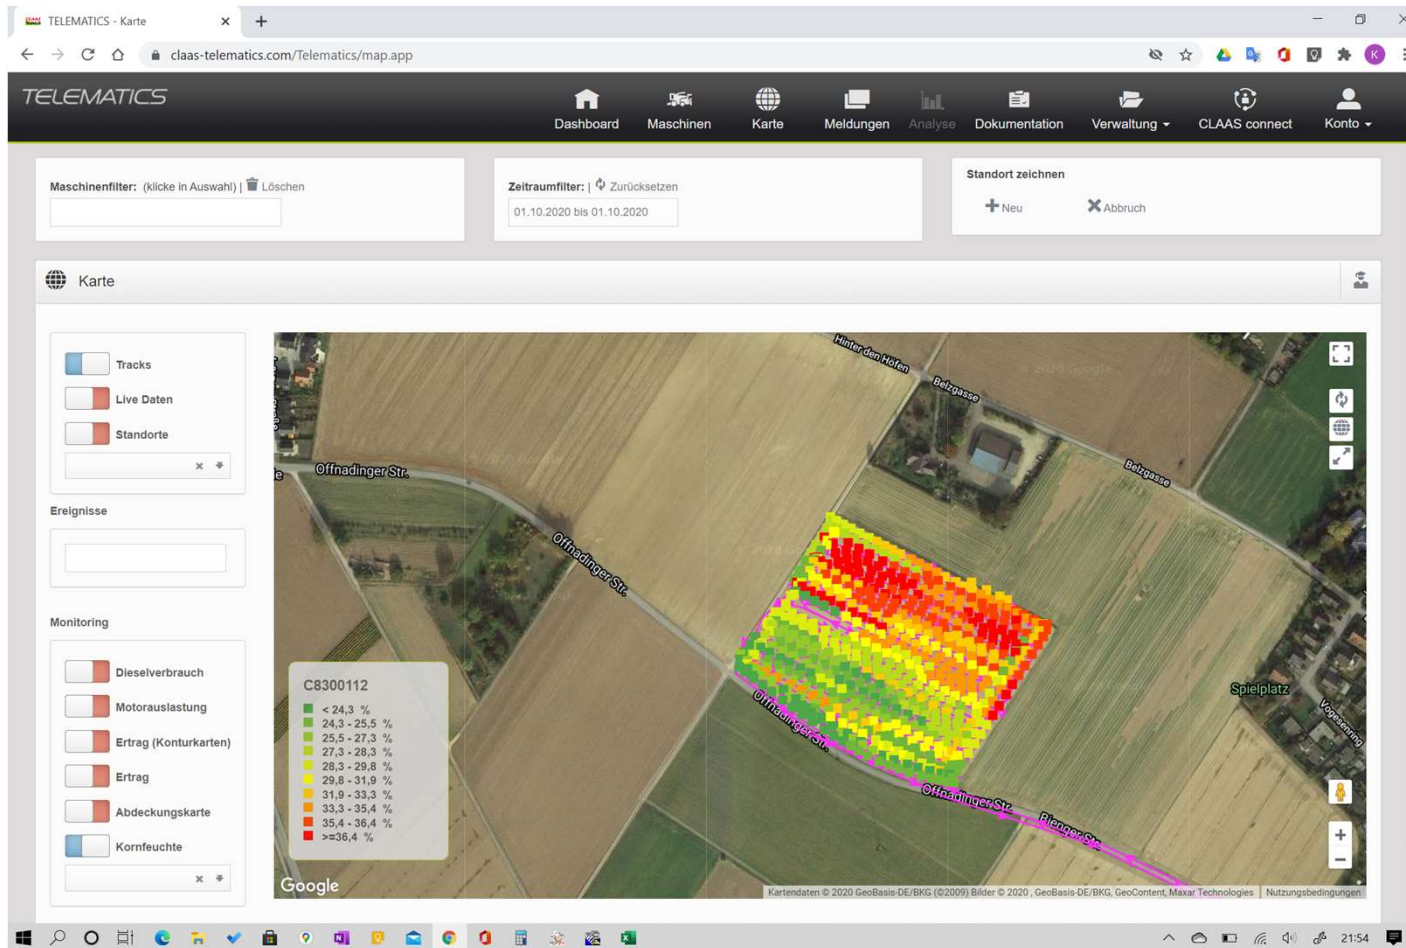 TELEMATICS - Karte
claas-telematics.com/Telematics/map.app
K
TELEMATICS
Dashboard
Maschinen
Karte
Meldungen
Analyse
Dokumentation
Verwaltung
CLAAS connect
Konto
Maschinenfilter: (klicke in Auswahl) | Löschen
Zeitraumfilter: | Zurücksetzen
01.10.2020 bis 01.10.2020
Standort zeichnen
Neu
Abbruch
Karte
Tracks
Live Daten
Standorte
Ereignisse
Monitoring
Dieselverbrauch
Motorauslastung
Ertrag (Konturkarten)
Ertrag
Abdeckungskarte
Kornfeuchte
Hinter den Höfen
Belzgasse
Belzgasse
Offnadinger Str.
Offnadinger Str.
Offnadinger Str.
Offnadinger Str.
Bienger Str.
Spielplatz
Vogesenring
C8300112
< 24,3 %
24,3 - 25,5 %
25,5 - 27,3 %
27,3 - 28,3 %
28,3 - 29,8 %
29,8 - 31,9 %
31,9 - 33,3 %
33,3 - 35,4 %
35,4 - 36,4 %
>=36,4 %
Google
Kartendaten © 2020 GeoBasis-DE/BKG (©2009) Bilder © 2020 , GeoBasis-DE/BKG, GeoContent, Maxar Technologies
Nutzungsbedingungen
21:54